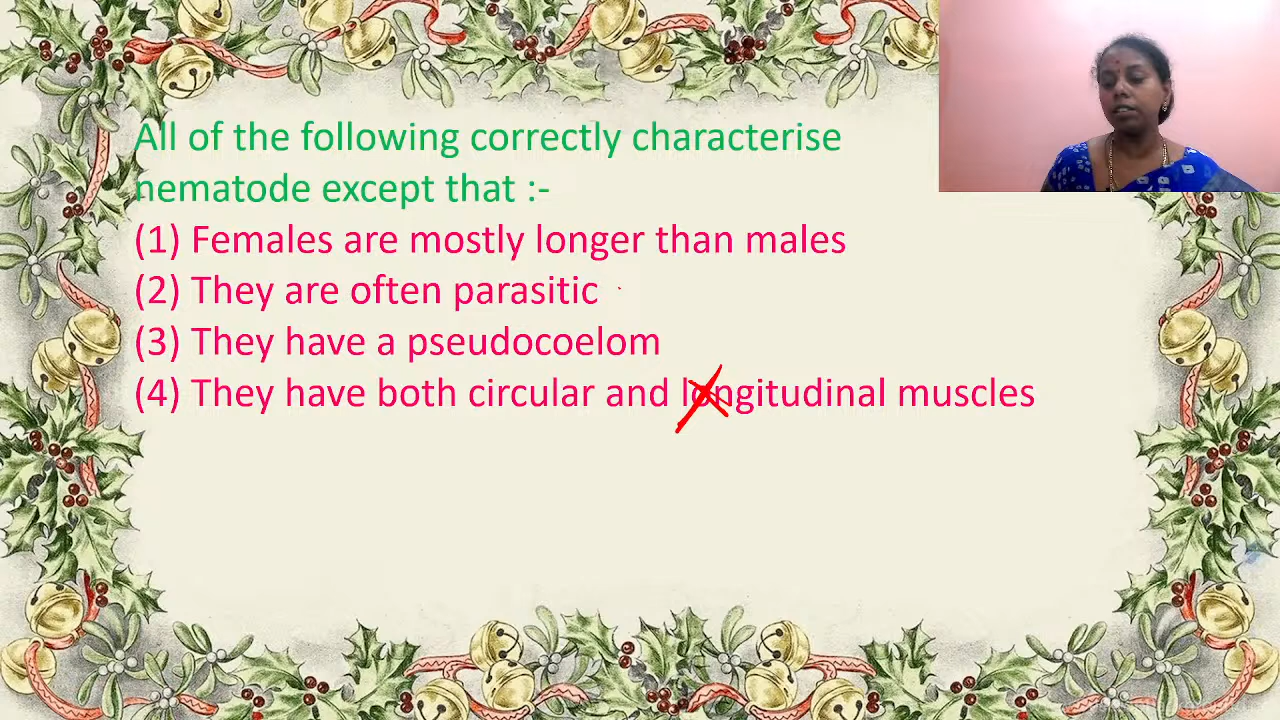 All of the following correctly characterise
nematode except that :-
(1) Females are mostly longer than males
(2) They are often parasitic
(3) They have a pseudocoelom
(4) They have both circular and longitudinal muscles